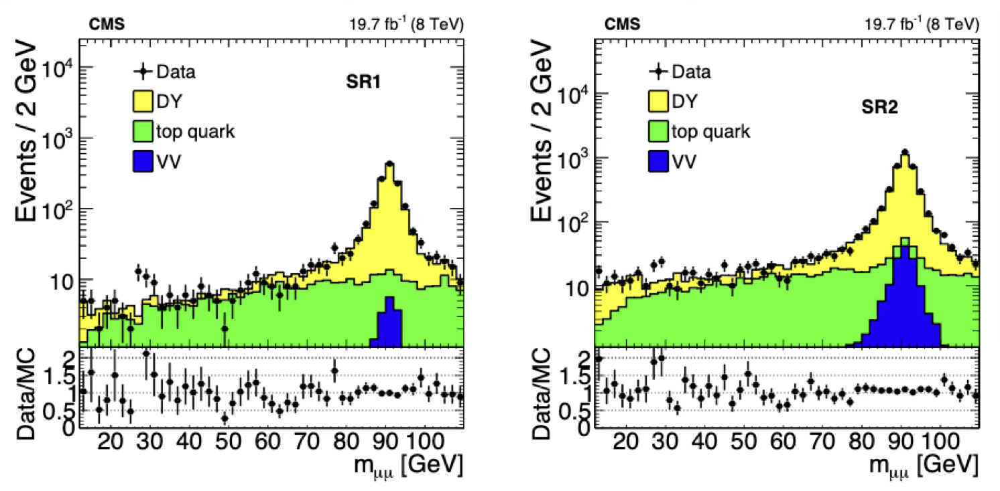 CMS 19.7 fb⁻¹ (8 TeV)
Events / 2 GeV
10⁴
10³
10²
10
Data
DY
top quark
VV
SR1
Data/MC
2
1.5
1
0.5
0
20 30 40 50 60 70 80 90 100
mμμ [GeV]
CMS 19.7 fb⁻¹ (8 TeV)
Events / 2 GeV
10⁴
10³
10²
10
Data
DY
top quark
VV
SR2
Data/MC
2
1.5
1
0.5
0
20 30 40 50 60 70 80 90 100
mμμ [GeV]